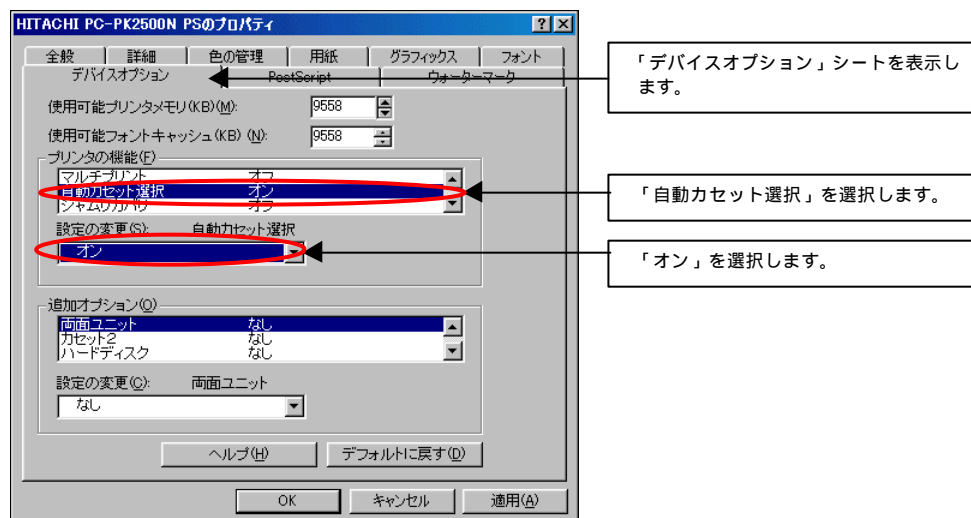 HITACHI PC-PK2500N PSのプロパティ
全般 詳細 色の管理 用紙 グラフィックス フォント
デバイスオプション PostScript ウォーターマーク
使用可能プリンタメモリ(KB)(M): 9558
使用可能フォントキャッシュ(KB) (N): 9558
プリンタの機能(F)
マルチプリント オフ
自動カセット選択 オン
ジャムリカバリ オフ
設定の変更(S): 自動カセット選択
オン
追加オプション(O)
両面ユニット なし
カセット2 なし
ハードディスク なし
設定の変更(C): 両面ユニット
なし
ヘルプ(H) デフォルトに戻す(D)
OK キャンセル 適用(A)
「デバイスオプション」シートを表示し
ます。
「自動カセット選択」を選択します。
「オン」を選択します。